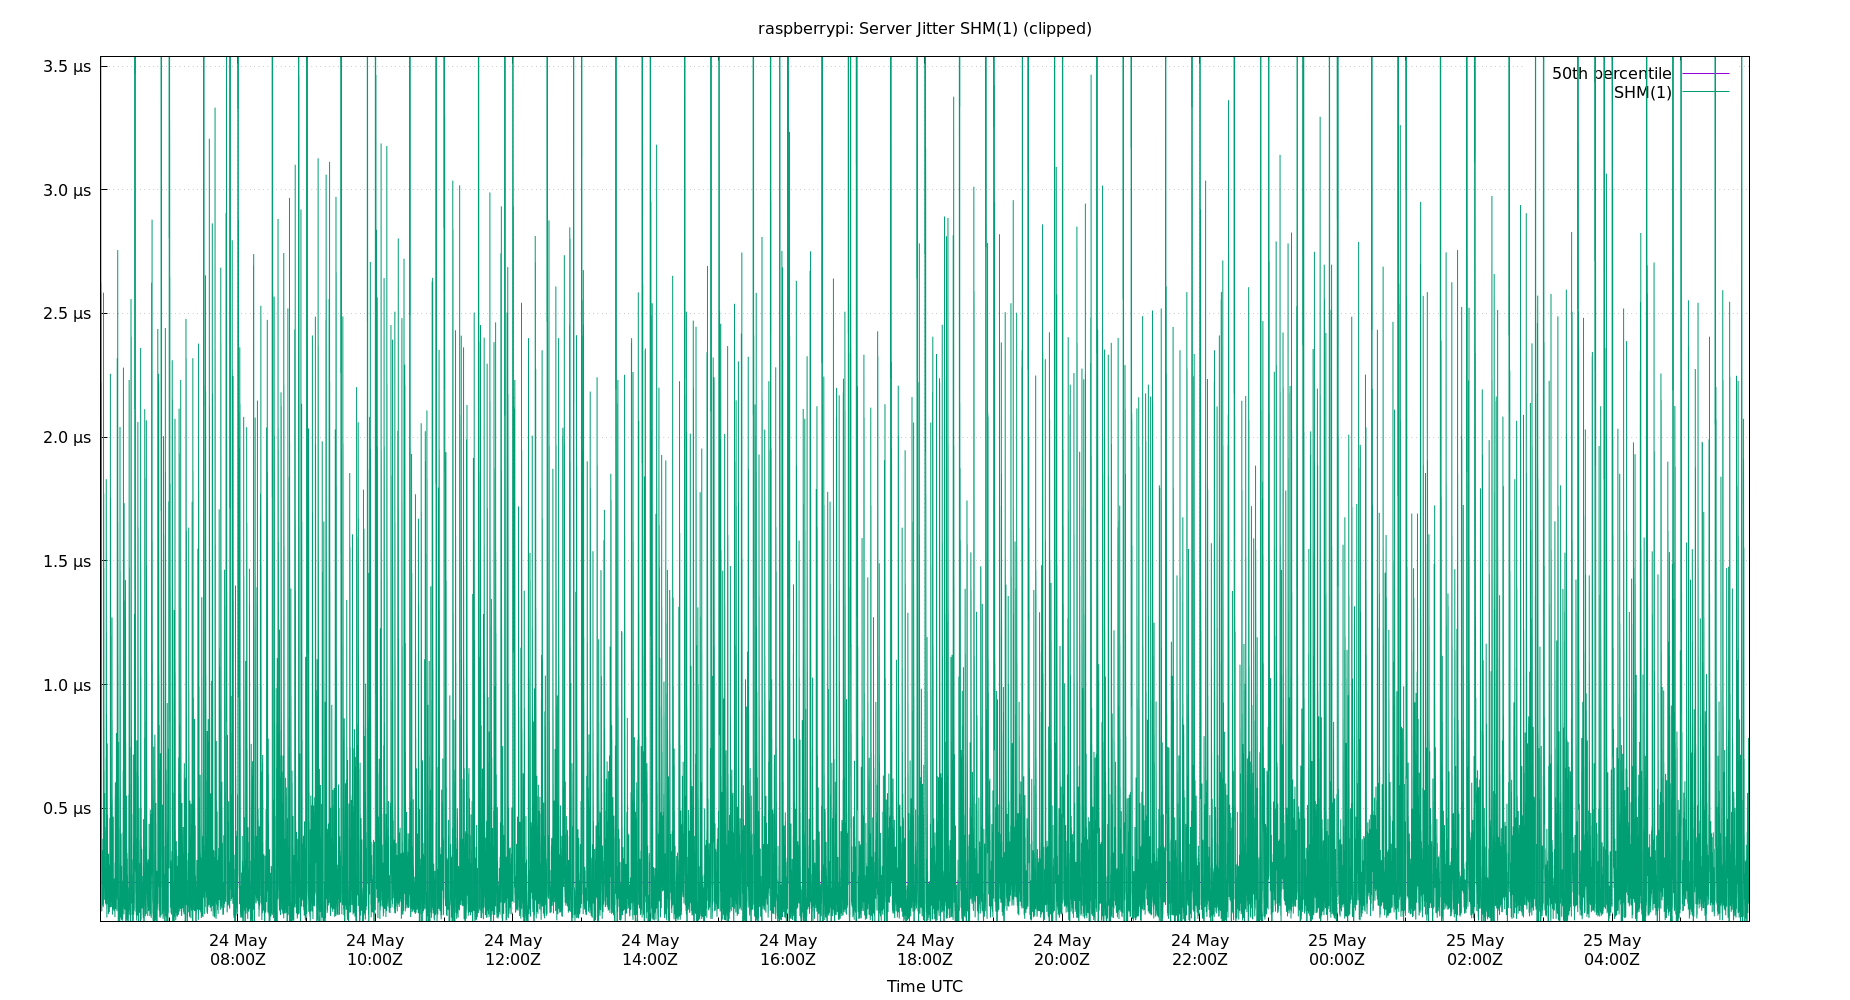 raspberrypi: Server Jitter SHM(1) (clipped)
3.5 µs
3.0 µs
2.5 µs
2.0 µs
1.5 µs
1.0 µs
0.5 µs
50th percentile
SHM(1)
24 May 24 May 24 May 24 May 24 May 24 May 24 May 24 May 25 May 25 May 25 May
08:00Z 10:00Z 12:00Z 14:00Z 16:00Z 18:00Z 20:00Z 22:00Z 00:00Z 02:00Z 04:00Z
Time UTC